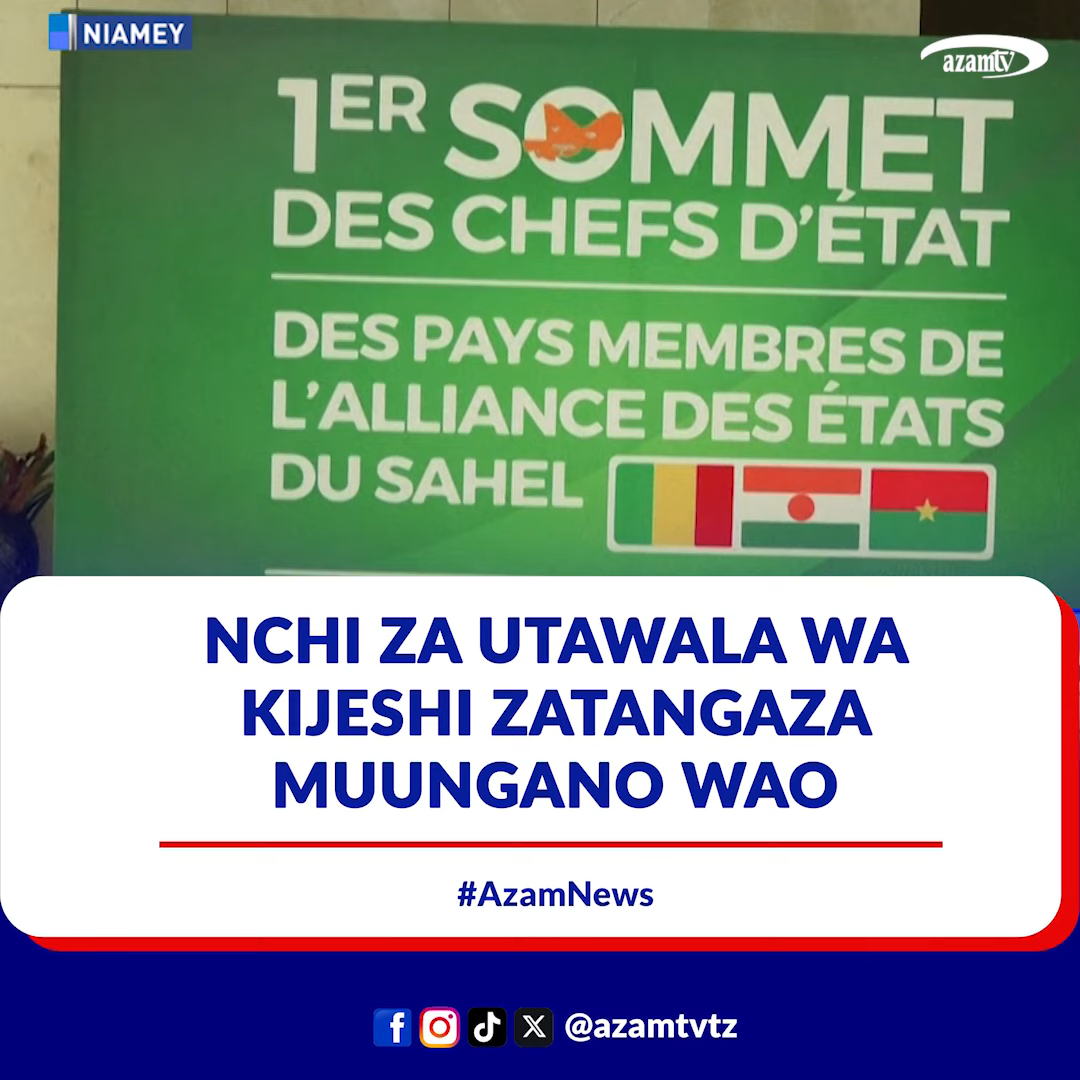 NIAMEY
azamtv
1ER SOMMET
DES CHEFS D'ÉTAT
DES PAYS MEMBRES DE
L'ALLIANCE DES ÉTATS
DU SAHEL
NCHI ZA UTAWALA WA
KIJESHI ZATANGAZA
MUUNGANO WAO
#AzamNews
@azamtvtz